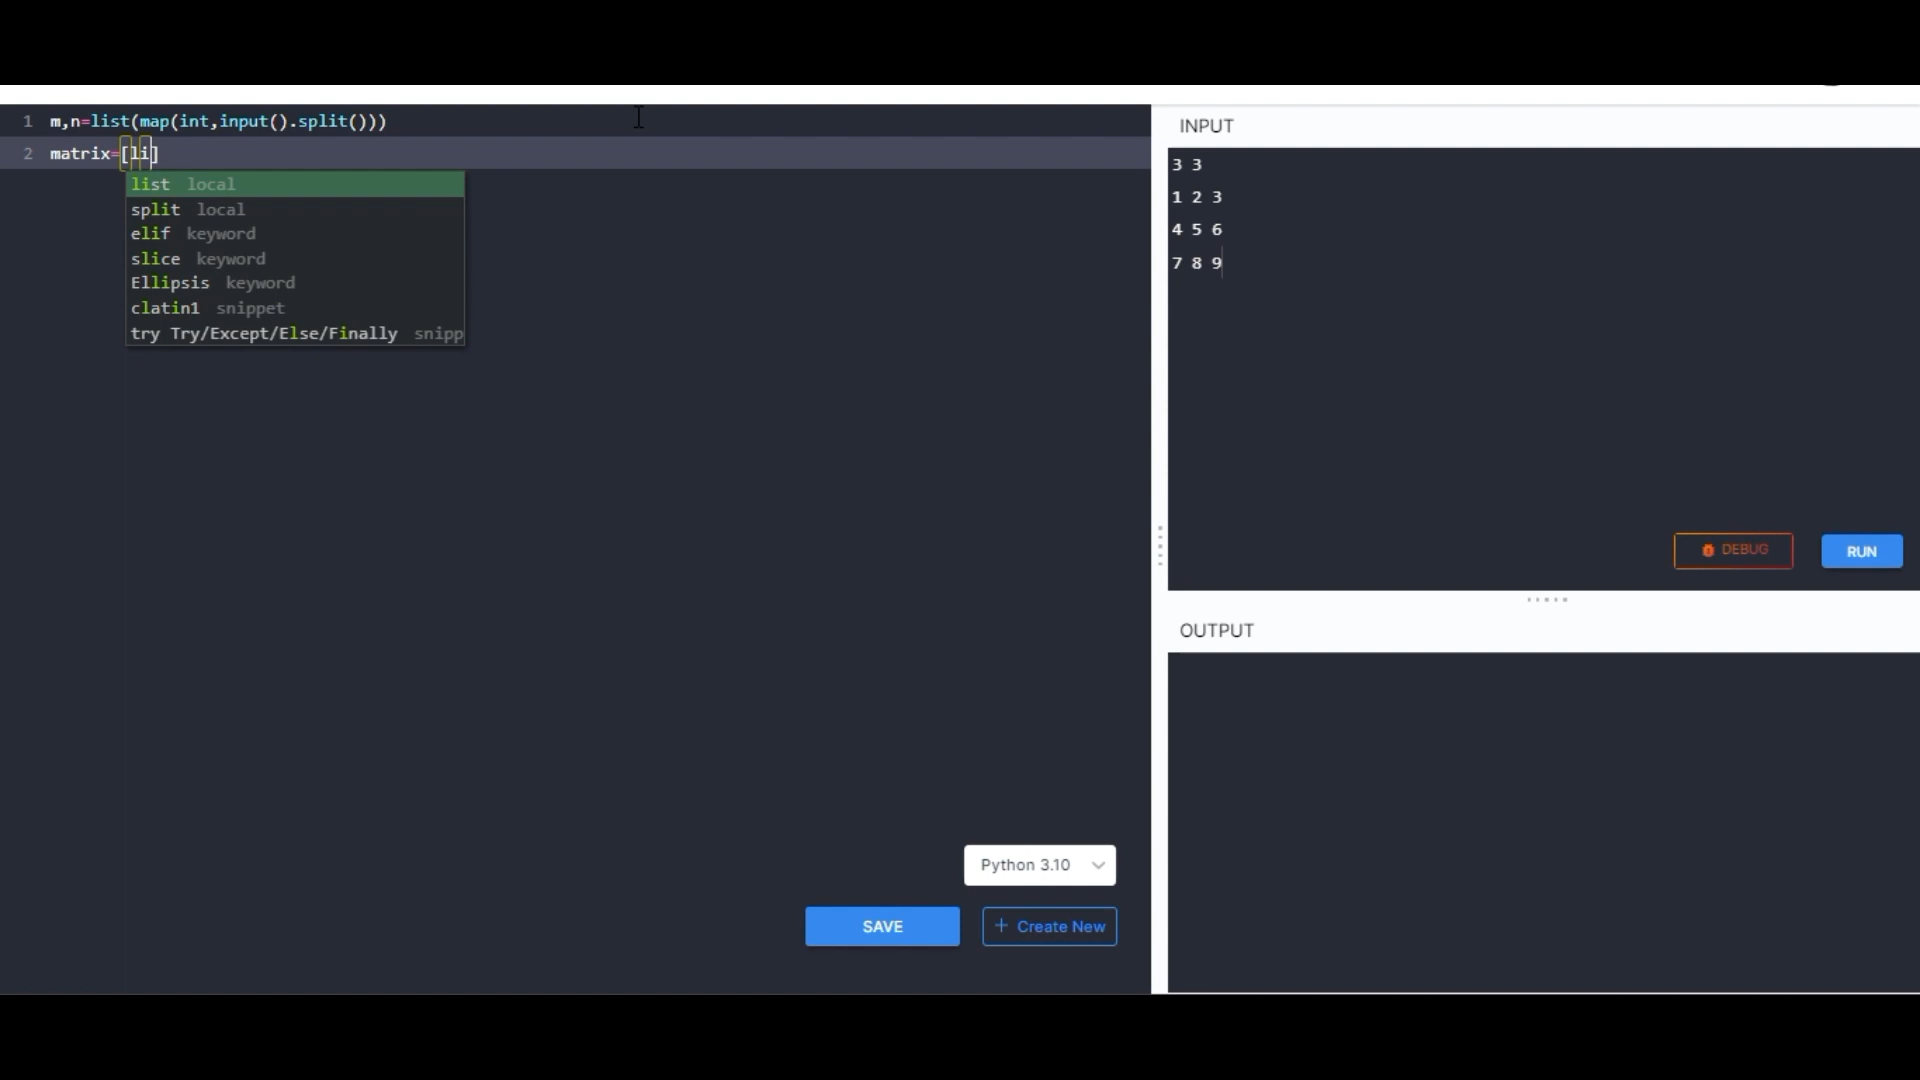 1 m,n=list(map(int,input().split()))
2 matrix=[li]
list local
split local
elif keyword
slice keyword
Ellipsis keyword
clatin1 snippet
try Try/Except/Else/Finally snipp
Python 3.10
SAVE
+ Create New
INPUT
3 3
1 2 3
4 5 6
7 8 9
DEBUG
RUN
OUTPUT